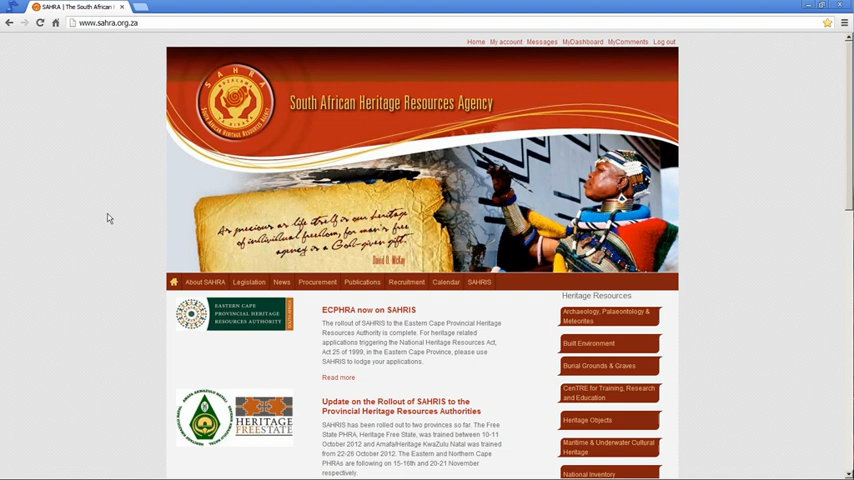 SAHRA | The South African H
www.sahra.org.za
Home My account Messages MyDashboard MyComments Log out
SAHRA
SOUTH AFRICAN HERITAGE RESOURCES AGENCY
South African Heritage Resources Agency
As precious as life itself is our heritage
of individual freedom, for man's free
agency is a God-given gift.
David O. McKay
About SAHRA Legislation News Procurement Publications Recruitment Calendar SAHRIS
EASTERN CAPE
PROVINCIAL HERITAGE
RESOURCES AUTHORITY
ECPHRA now on SAHRIS
The rollout of SAHRIS to the Eastern Cape Provincial Heritage
Resources Authority is complete. For heritage related
applications triggering the National Heritage Resources Act,
Act 25 of 1999, in the Eastern Cape Province, please use
SAHRIS to lodge your applications.
Read more
HERITAGE
FREESTATE
Update on the Rollout of SAHRIS to the
Provincial Heritage Resources Authorities
SAHRIS has been rolled out to two provinces so far. The Free
State PHRA, Heritage Free State, was trained between 10-11
October 2012 and Amafa/Heritage KwaZulu Natal was trained
from 22-26 October 2012. The Eastern and Northern Cape
PHRAs are following on 15-16th and 20-21 November
respectively.
Heritage Resources
Archaeology, Palaeontology &
Meteorites
Built Environment
Burial Grounds & Graves
CenTRE for Training, Research
and Education
Heritage Objects
Maritime & Underwater Cultural
Heritage
National Inventory